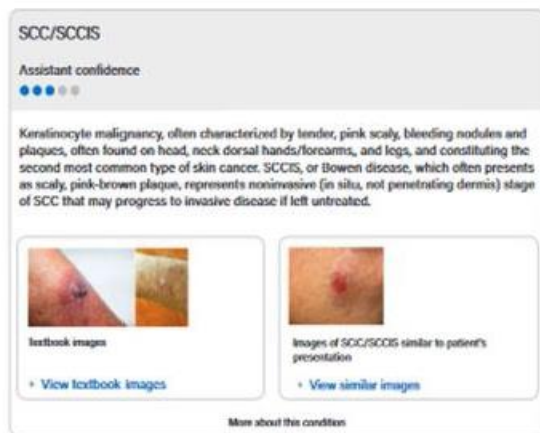 SCC/SCCIS
Assistant confidence
Keratinocyte malignancy, often characterized by tender, pink scaly, bleeding nodules and
plaques, often found on head, neck dorsal hands/forearms, and legs, and constituting the
second most common type of skin cancer. SCCIS, or Bowen disease, which often presents
as scaly, pink-brown plaque, represents noninvasive (in situ, not penetrating dermis) stage
of SCC that may progress to invasive disease if left untreated.
Textbook images
View textbook images
Images of SCC/SCCIS similar to patient's
presentation
View similar images
More about this condition